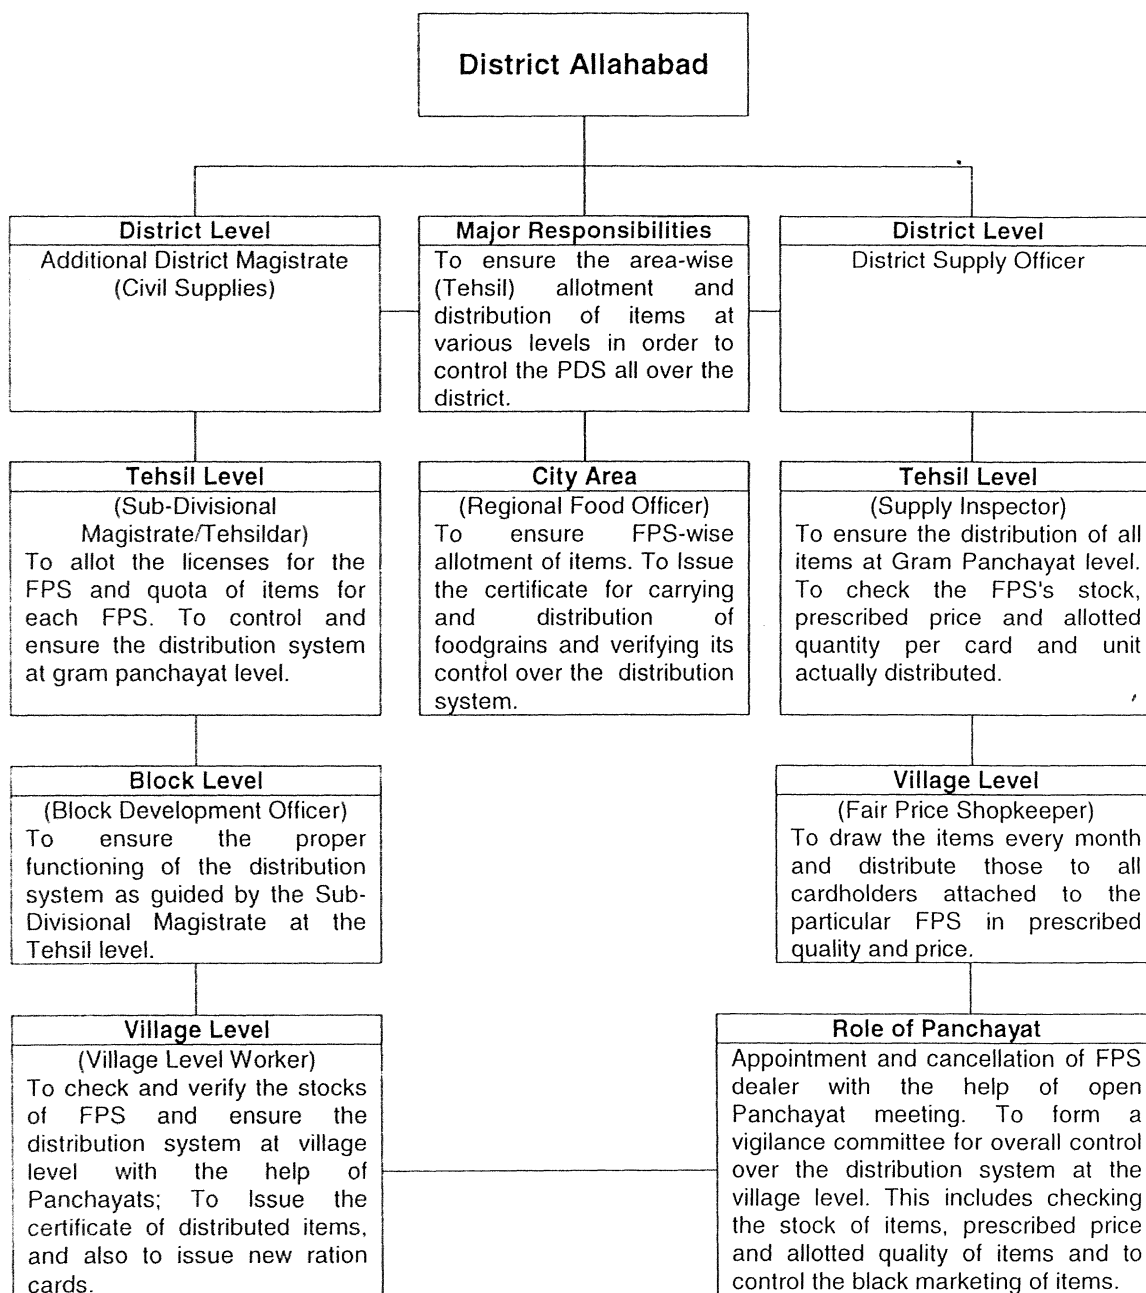 District Allahabad
District Level
Additional District Magistrate
(Civil Supplies)
Major Responsibilities
To ensure the area-wise
(Tehsil) allotment and
distribution of items at
various levels in order to
control the PDS all over the
district.
District Level
District Supply Officer
Tehsil Level
(Sub-Divisional
Magistrate/Tehsildar)
To allot the licenses for the
FPS and quota of items for
each FPS. To control and
ensure the distribution system
at gram panchayat level.
City Area
(Regional Food Officer)
To ensure FPS-wise
allotment of items. To Issue
the certificate for carrying
and distribution of
foodgrains and verifying its
control over the distribution
system.
Tehsil Level
(Supply Inspector)
To ensure the distribution of all
items at Gram Panchayat level.
To check the FPS's stock,
prescribed price and allotted
quantity per card and unit
actually distributed.
Block Level
(Block Development Officer)
To ensure the proper
functioning of the distribution
system as guided by the Sub-
Divisional Magistrate at the
Tehsil level.
Village Level
(Fair Price Shopkeeper)
To draw the items every month
and distribute those to all
cardholders attached to the
particular FPS in prescribed
quality and price.
Village Level
(Village Level Worker)
To check and verify the stocks
of FPS and ensure the
distribution system at village
level with the help of
Panchayats; To Issue the
certificate of distributed items,
and also to issue new ration
cards.
Role of Panchayat
Appointment and cancellation of FPS
dealer with the help of open
Panchayat meeting. To form a
vigilance committee for overall control
over the distribution system at the
village level. This includes checking
the stock of items, prescribed price
and allotted quality of items and to
control the black marketing of items.